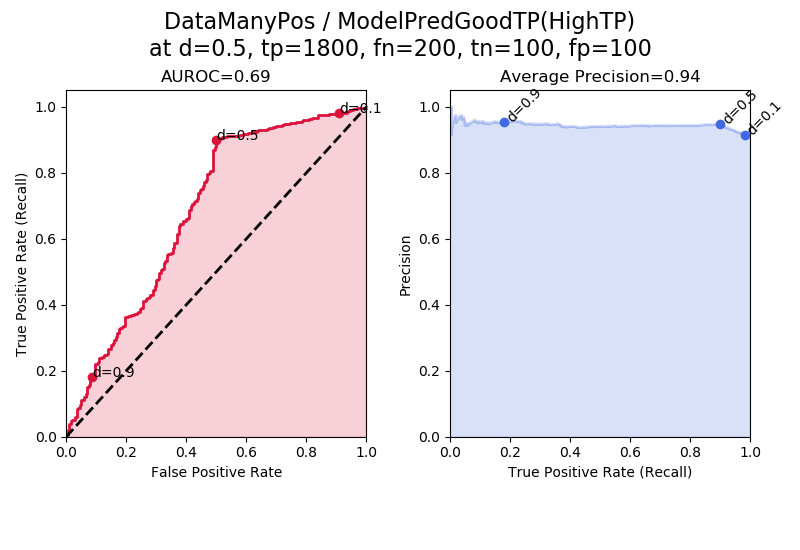 DataManyPos / ModelPredGoodTP(HighTP)
at d=0.5, tp=1800, fn=200, tn=100, fp=100
AUROC=0.69
1.0
0.8
0.6
0.4
0.2
0.0
True Positive Rate (Recall)
d=0.1
d=0.5
d=0.9
0.0 0.2 0.4 0.6 0.8 1.0
False Positive Rate
Average Precision=0.94
1.0
0.8
0.6
0.4
0.2
0.0
Precision
d=0.9
d=0.5
d=0.1
0.0 0.2 0.4 0.6 0.8 1.0
True Positive Rate (Recall)